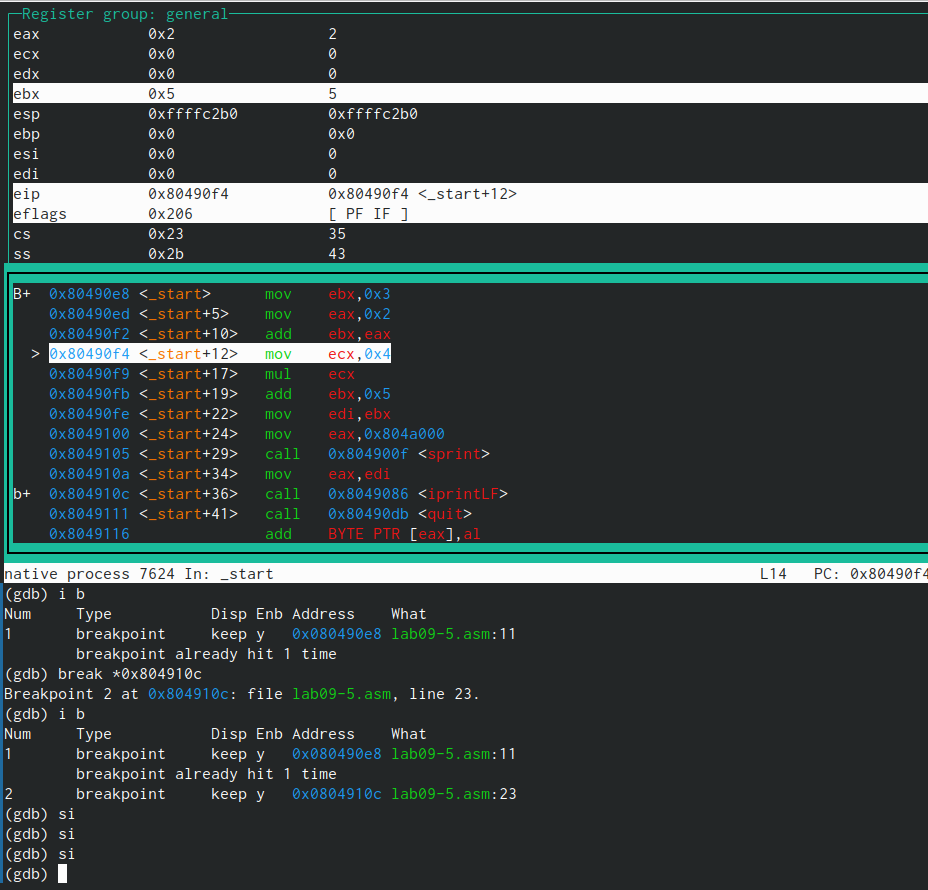 Register group: general
eax 0x2 2
ecx 0x0 0
edx 0x0 0
ebx 0x5 5
esp 0xffffc2b0 0xffffc2b0
ebp 0x0 0x0
esi 0x0 0
edi 0x0 0
eip 0x80490f4 0x80490f4 <_start+12>
eflags 0x206 [ PF IF ]
cs 0x23 35
ss 0x2b 43
B+ 0x80490e8 <_start> mov ebx,0x3
0x80490ed <_start+5> mov eax,0x2
0x80490f2 <_start+10> add ebx,eax
> 0x80490f4 <_start+12> mov ecx,0x4
0x80490f9 <_start+17> mul ecx
0x80490fb <_start+19> add ebx,0x5
0x80490fe <_start+22> mov edi,ebx
0x8049100 <_start+24> mov eax,0x804a000
0x8049105 <_start+29> call 0x804900f <sprint>
0x804910a <_start+34> mov eax,edi
b+ 0x804910c <_start+36> call 0x8049086 <iprintLF>
0x8049111 <_start+41> call 0x80490db <quit>
0x8049116 add BYTE PTR [eax],al
native process 7624 In: _start L14 PC: 0x80490f4
(gdb) i b
Num Type Disp Enb Address What
1 breakpoint keep y 0x080490e8 lab09-5.asm:11
breakpoint already hit 1 time
(gdb) break *0x804910c
Breakpoint 2 at 0x804910c: file lab09-5.asm, line 23.
(gdb) i b
Num Type Disp Enb Address What
1 breakpoint keep y 0x080490e8 lab09-5.asm:11
breakpoint already hit 1 time
2 breakpoint keep y 0x0804910c lab09-5.asm:23
(gdb) si
(gdb) si
(gdb) si
(gdb)